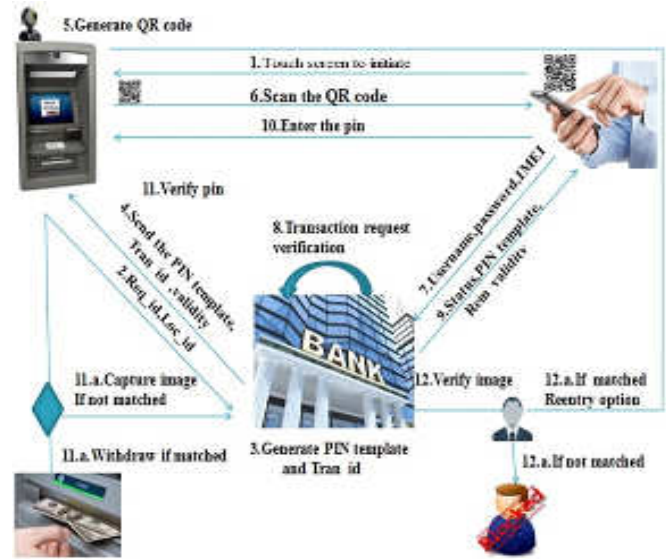 5.Generate QR code
1.Touch screen to initiate
6.Scan the QR code
10.Enter the pin
11.Verify pin
4.Send the PIN template,
Tran_id ,validity
2.Req_id,Loc_id
8.Transaction request
verification
7.Username,password,IMEI
9.Status,PIN template,
Rem validity
BANK
11.a.Capture image
If not matched
12.Verify image
12.a.If matched
Reentry option
11.a.Withdraw if matched
3.Generate PIN template
and Tran_id
12.a.If not matched
Blocked